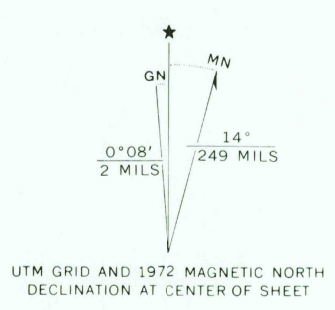 ★
GN
MN
0°08'
2 MILS
14°
249 MILS
UTM GRID AND 1972 MAGNETIC NORTH
DECLINATION AT CENTER OF SHEET